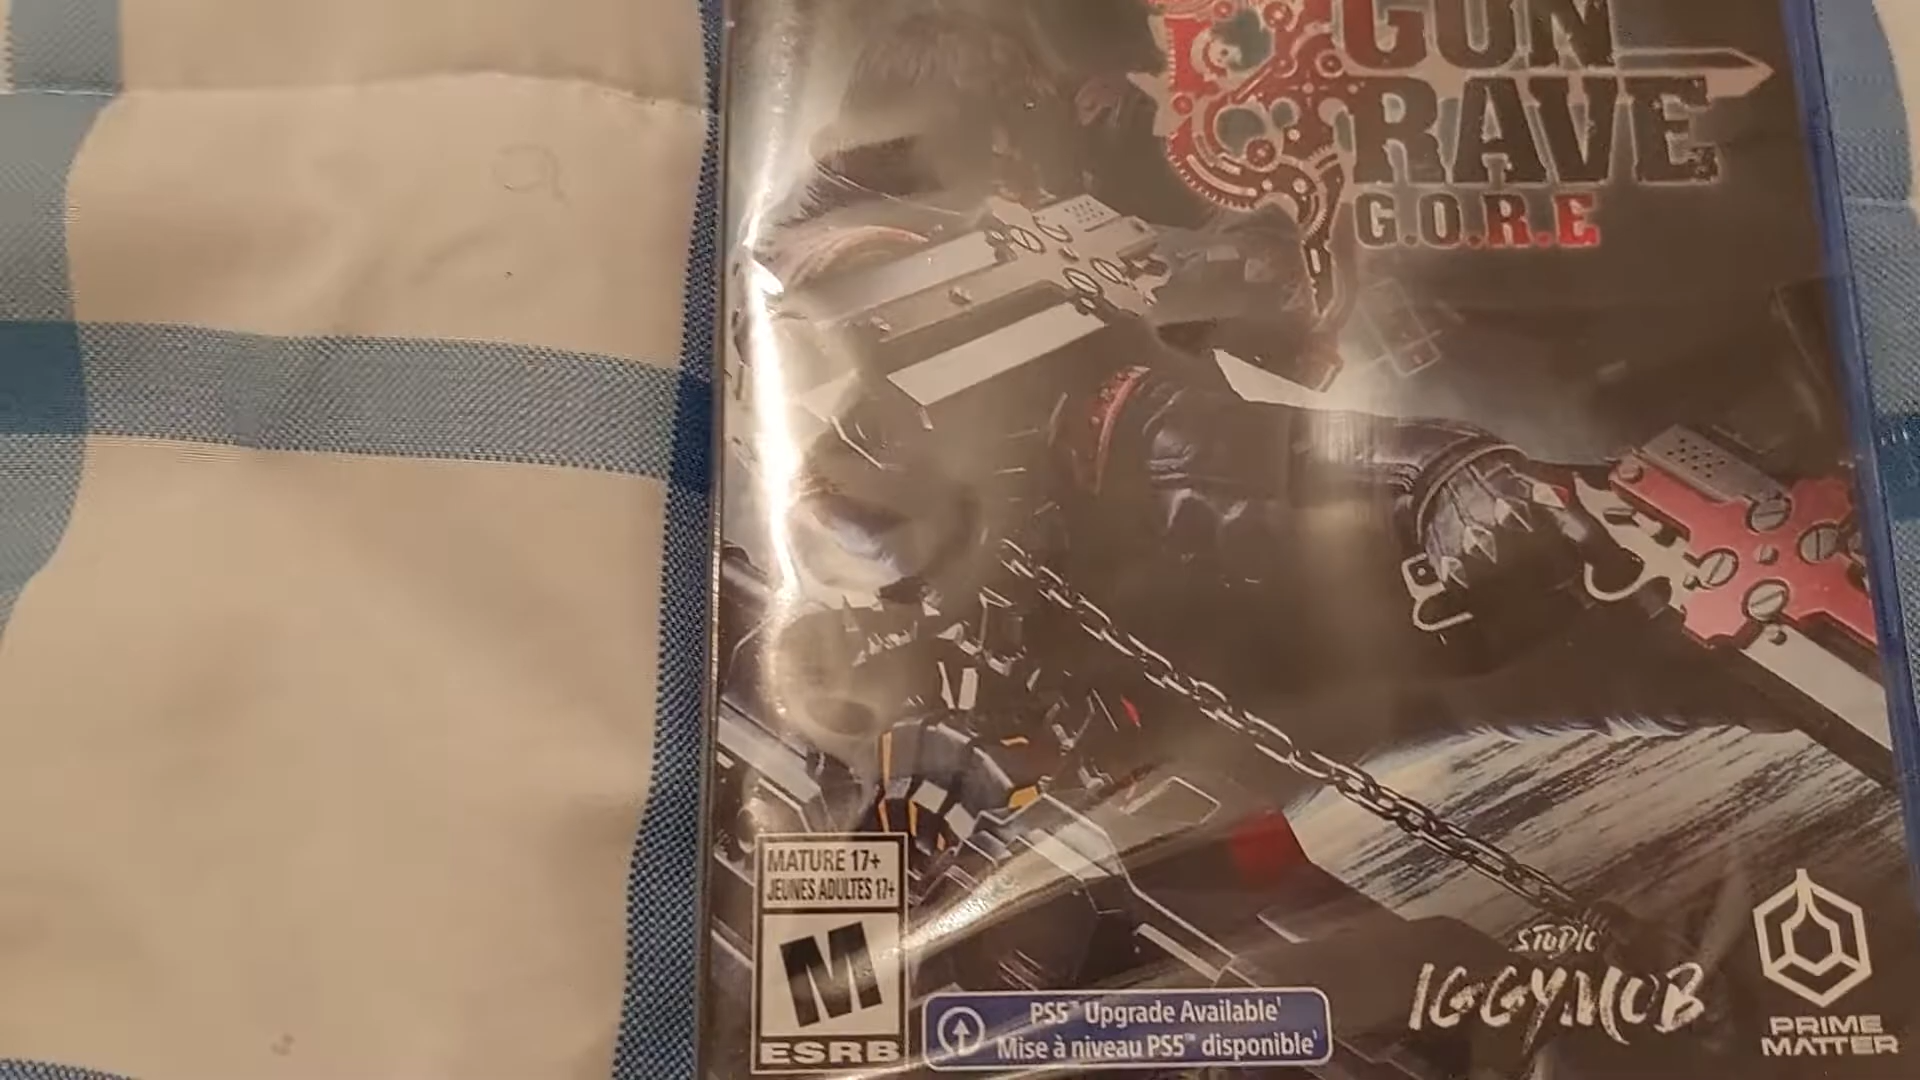 GUN
RAVE
G.O.R.E
MATURE 17+
JEUNES ADULTES 17+
M
ESRB
PS5™ Upgrade Available¹
Mise à niveau PS5™ disponible¹
STUDIO
IGGYMOB
PRIME
MATTER